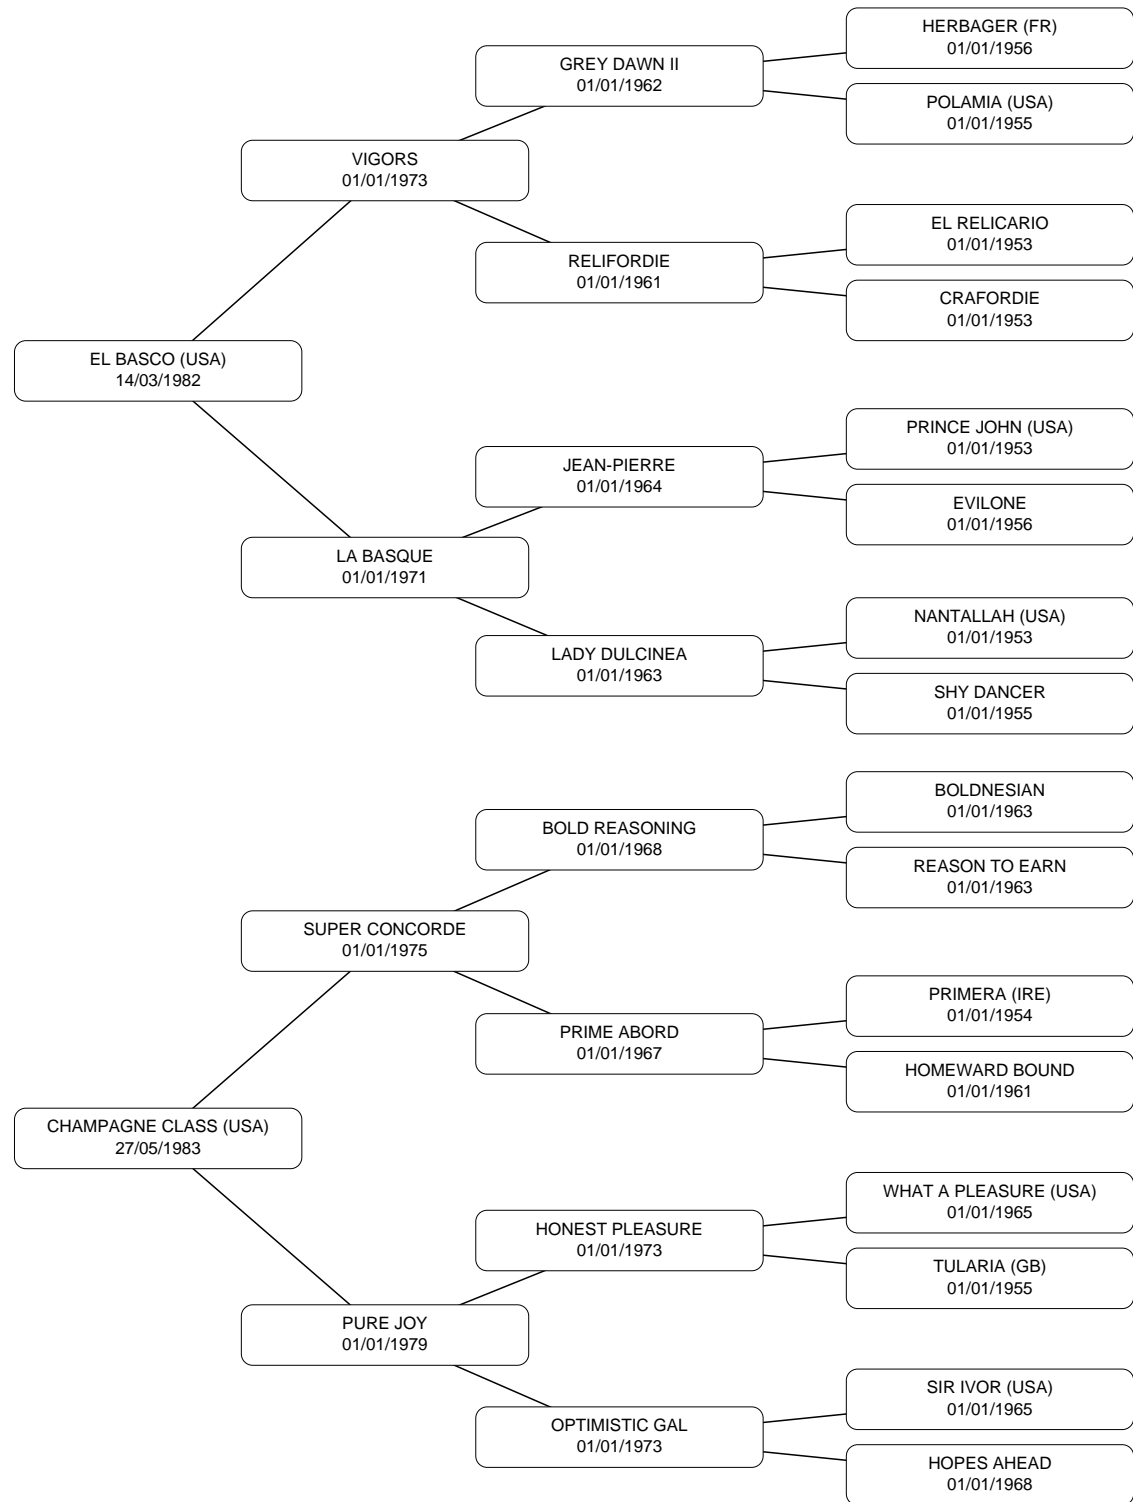 HERBAGER (FR)
01/01/1956
GREY DAWN II
01/01/1962
POLAMIA (USA)
01/01/1955
VIGORS
01/01/1973
EL RELICARIO
01/01/1953
RELIFORDIE
01/01/1961
CRAFORDIE
01/01/1953
EL BASCO (USA)
14/03/1982
PRINCE JOHN (USA)
01/01/1953
JEAN-PIERRE
01/01/1964
EVILONE
01/01/1956
LA BASQUE
01/01/1971
NANTALLAH (USA)
01/01/1953
LADY DULCINEA
01/01/1963
SHY DANCER
01/01/1955
BOLDNESIAN
01/01/1963
BOLD REASONING
01/01/1968
REASON TO EARN
01/01/1963
SUPER CONCORDE
01/01/1975
PRIMERA (IRE)
01/01/1954
PRIME ABORD
01/01/1967
HOMEWARD BOUND
01/01/1961
CHAMPAGNE CLASS (USA)
27/05/1983
WHAT A PLEASURE (USA)
01/01/1965
HONEST PLEASURE
01/01/1973
TULARIA (GB)
01/01/1955
PURE JOY
01/01/1979
SIR IVOR (USA)
01/01/1965
OPTIMISTIC GAL
01/01/1973
HOPES AHEAD
01/01/1968